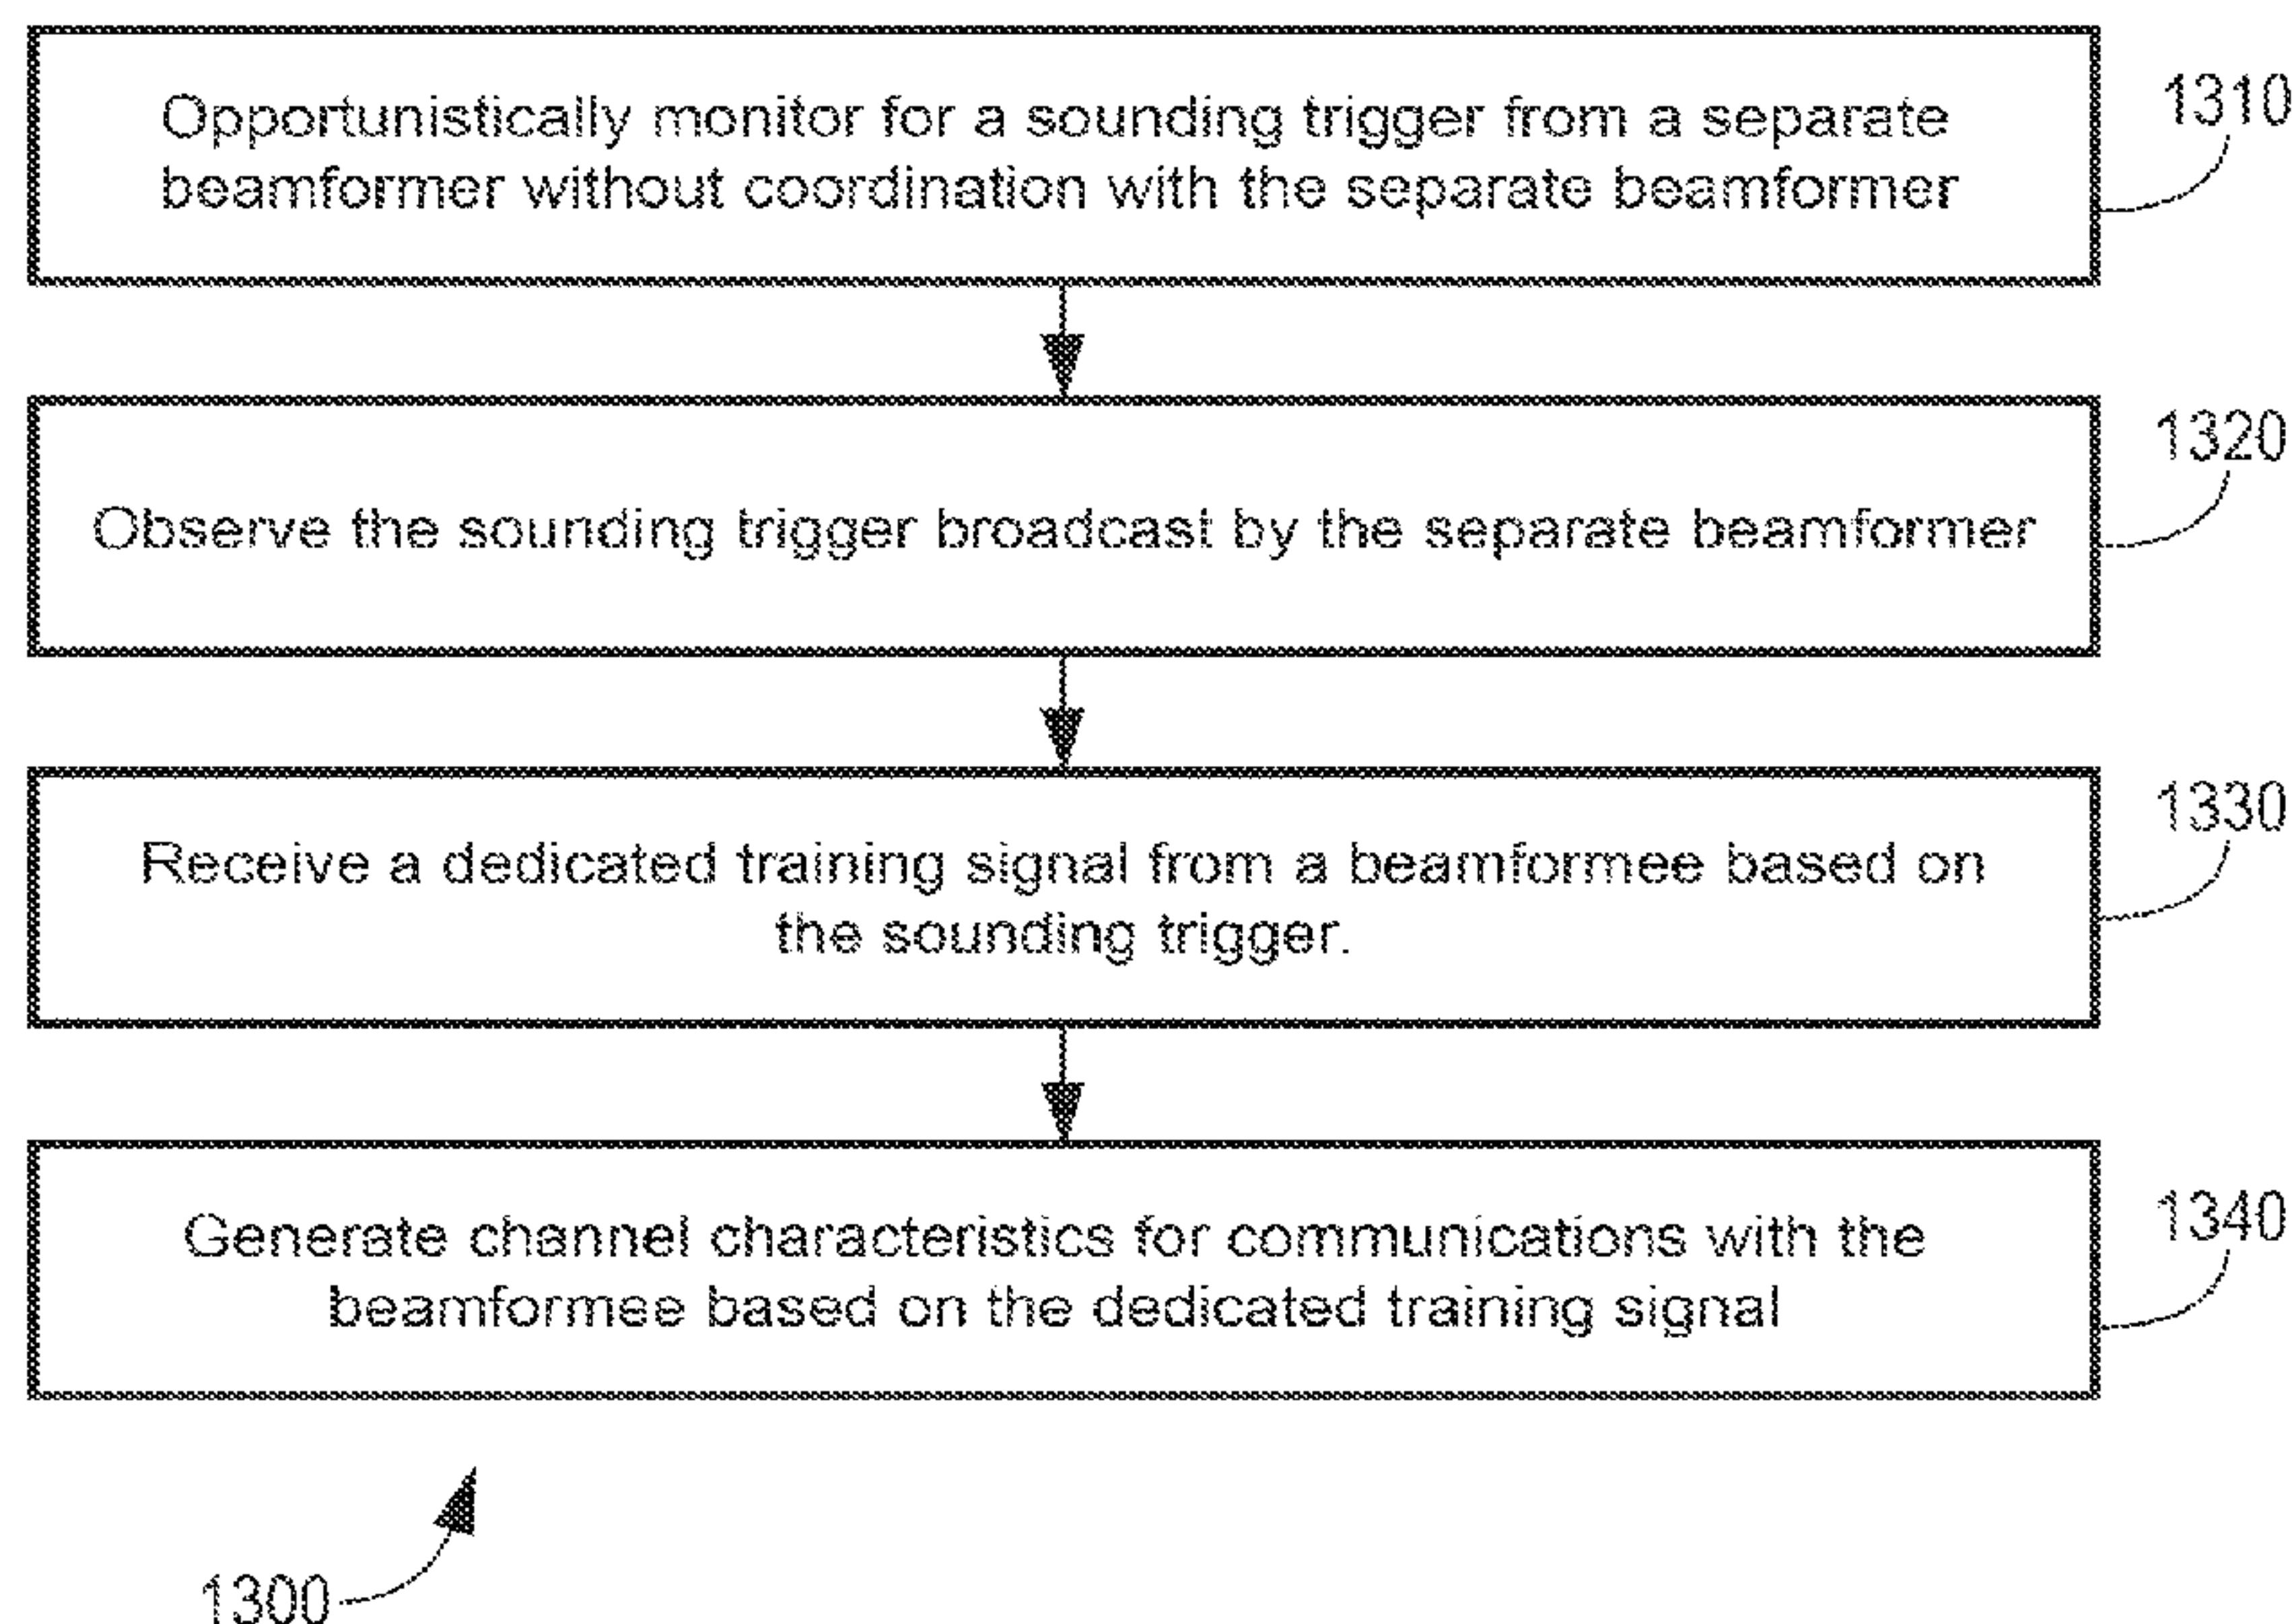 Opportunistically monitor for a sounding trigger from a separate
beamformer without coordination with the separate beamformer
1310
Observe the sounding trigger broadcast by the separate beamformer
1320
Receive a dedicated training signal from a beamformee based on
the sounding trigger.
1330
Generate channel characteristics for communications with the
beamformee based on the dedicated training signal
1340
1300